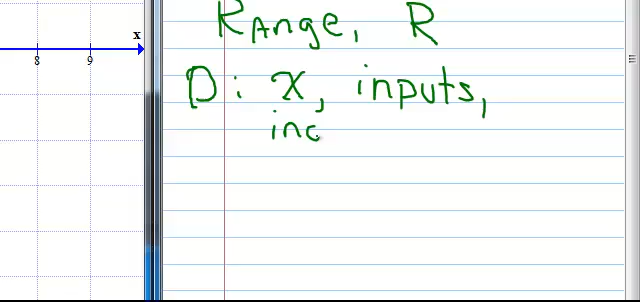 Range, R
x
8 9
D: x, inputs,
inc